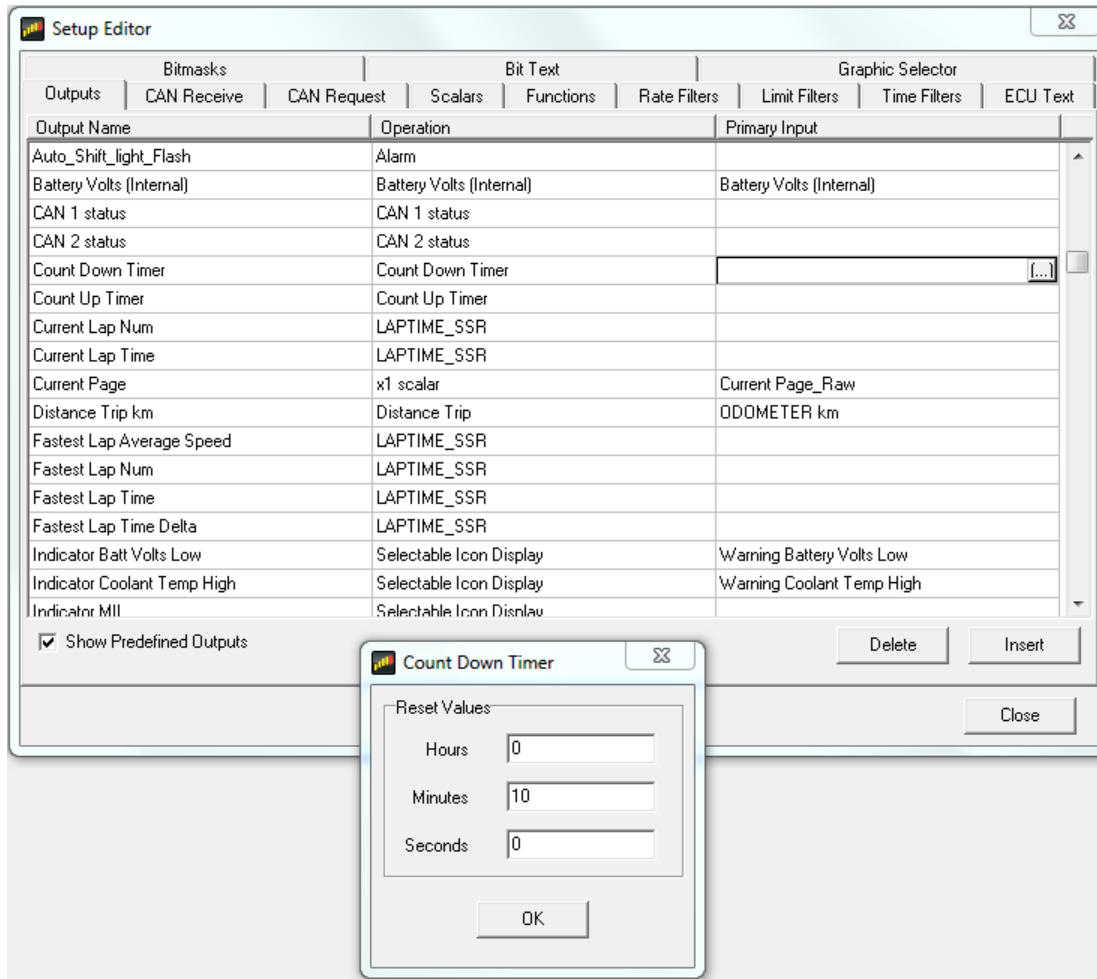 Setup Editor
Bitmasks Bit Text Graphic Selector
Outputs CAN Receive CAN Request Scalars Functions Rate Filters Limit Filters Time Filters ECU Text
Output Name Operation Primary Input
Auto_Shift_light_Flash Alarm
Battery Volts (Internal) Battery Volts (Internal) Battery Volts (Internal)
CAN 1 status CAN 1 status
CAN 2 status CAN 2 status
Count Down Timer Count Down Timer (...)
Count Up Timer Count Up Timer
Current Lap Num LAPTIME_SSR
Current Lap Time LAPTIME_SSR
Current Page x1 scalar Current Page_Raw
Distance Trip km Distance Trip ODOMETER km
Fastest Lap Average Speed LAPTIME_SSR
Fastest Lap Num LAPTIME_SSR
Fastest Lap Time LAPTIME_SSR
Fastest Lap Time Delta LAPTIME_SSR
Indicator Batt Volts Low Selectable Icon Display Warning Battery Volts Low
Indicator Coolant Temp High Selectable Icon Display Warning Coolant Temp High
Indicator MIL Selectable Icon Display
Show Predefined Outputs Delete Insert
Close
Count Down Timer
Reset Values
Hours 0
Minutes 10
Seconds 0
OK